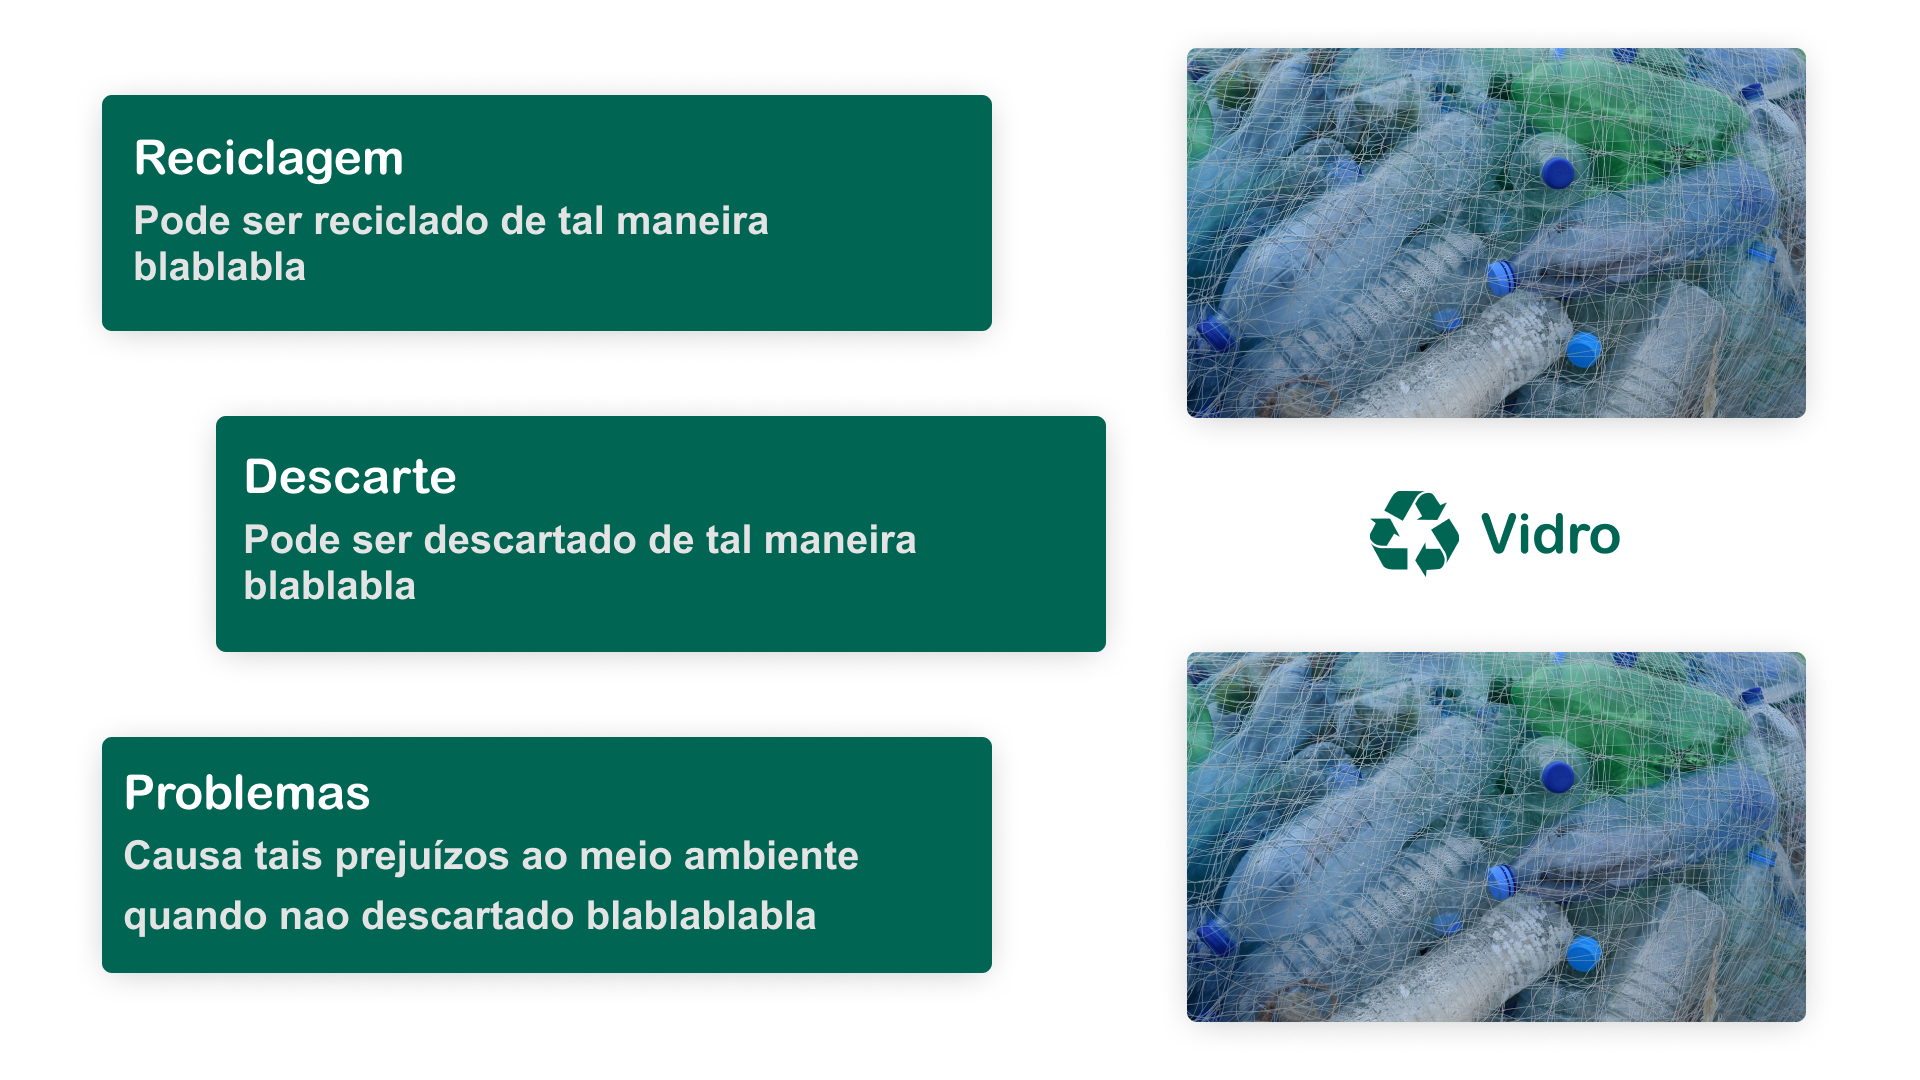 Reciclagem
Pode ser reciclado de tal maneira
blablabla
Descarte
Pode ser descartado de tal maneira
blablabla
Problemas
Causa tais prejuízos ao meio ambiente
quando nao descartado blablablabla
Vidro